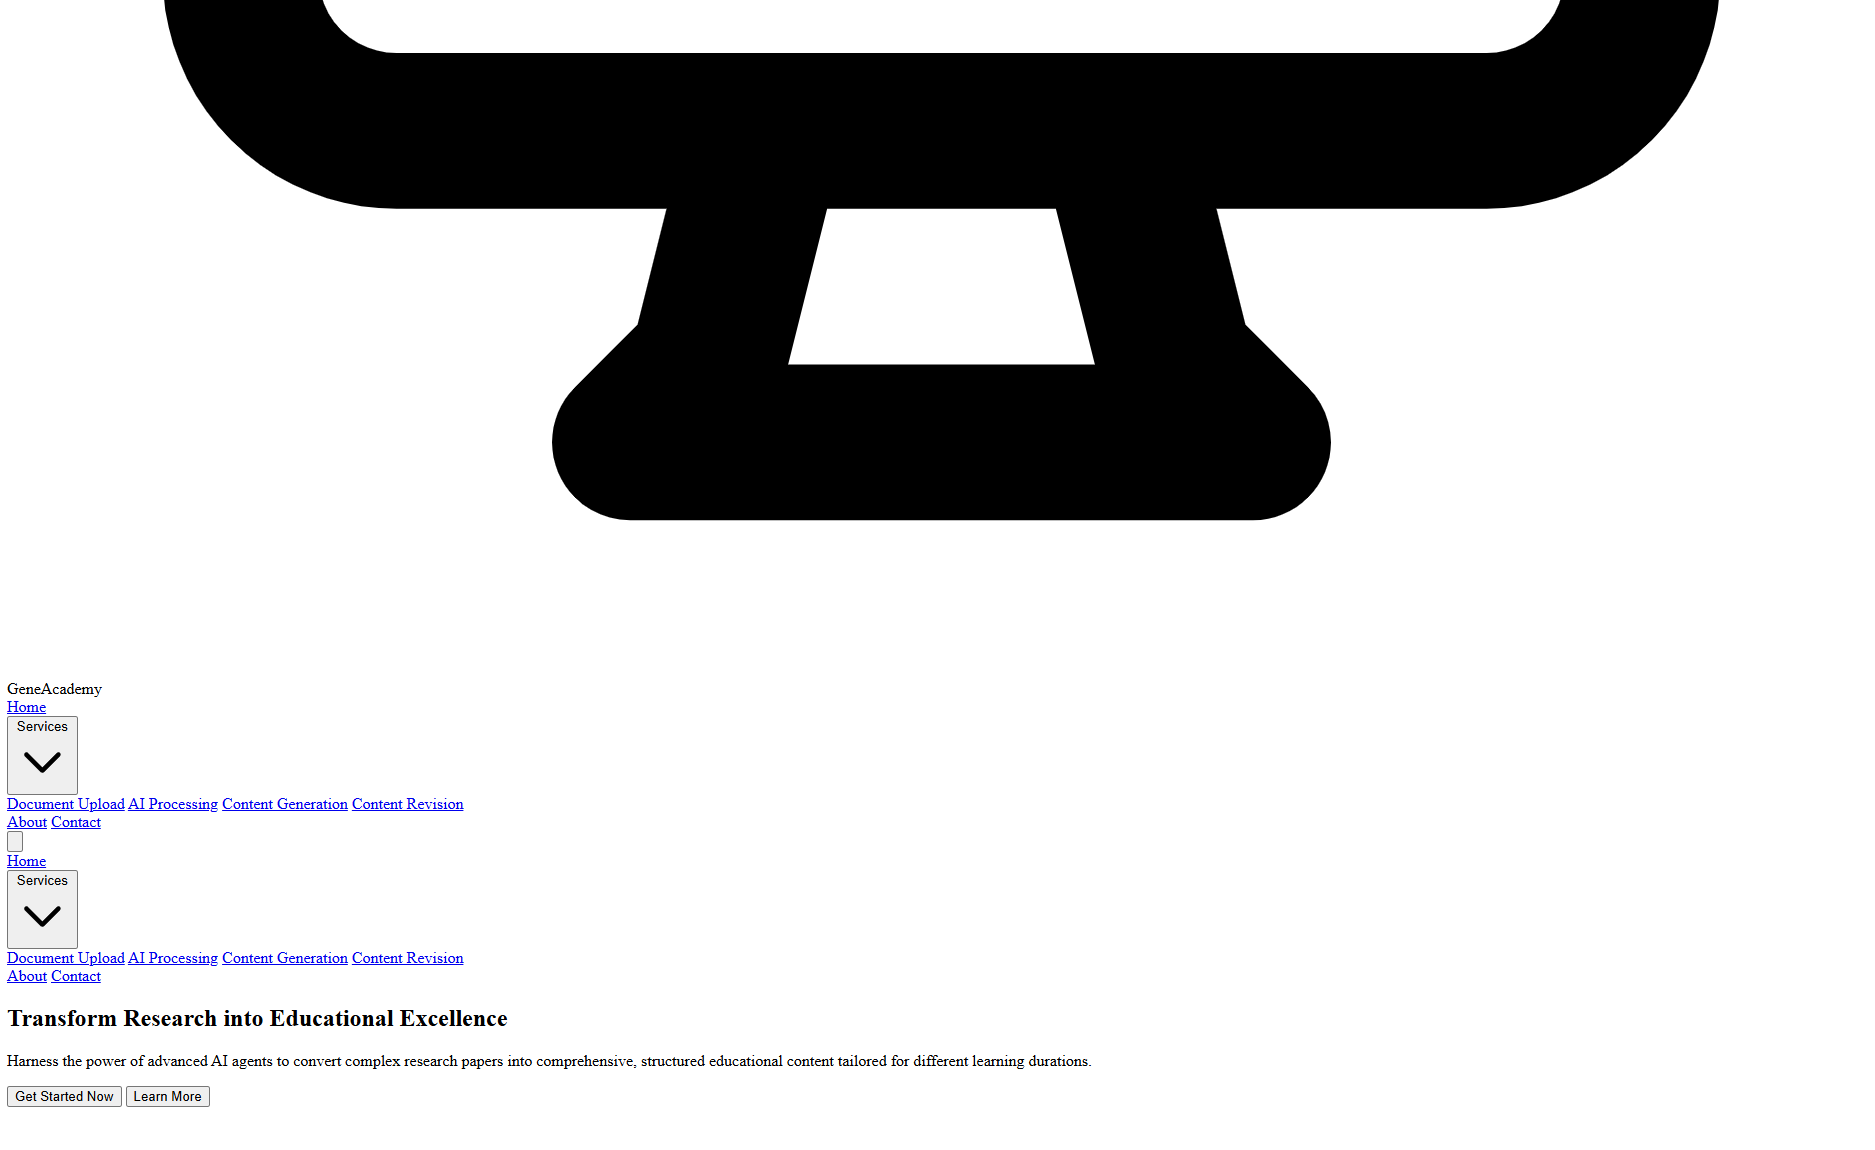 GeneAcademy
Home
Services
Document Upload AI Processing Content Generation Content Revision
About Contact
Home
Services
Document Upload AI Processing Content Generation Content Revision
About Contact
Transform Research into Educational Excellence
Harness the power of advanced AI agents to convert complex research papers into comprehensive, structured educational content tailored for different learning durations.
Get Started Now Learn More